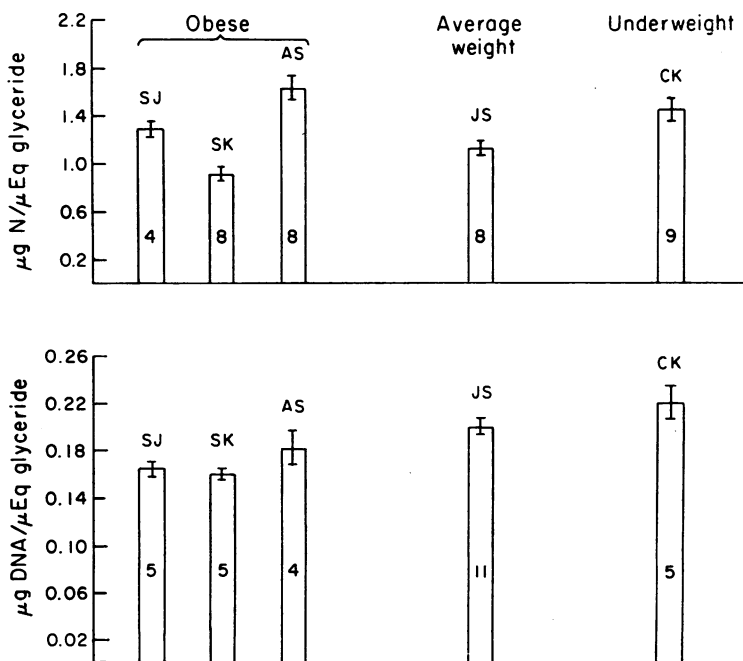 Obese
Average
weight
Underweight
μg N/μEq glyceride
2.2
1.8
1.4
1.0
0.6
0.2
SJ
SK
AS
JS
CK
4
8
8
8
9
μg DNA/μEq glyceride
0.26
0.22
0.18
0.14
0.10
0.06
0.02
SJ
SK
AS
JS
CK
5
5
4
11
5